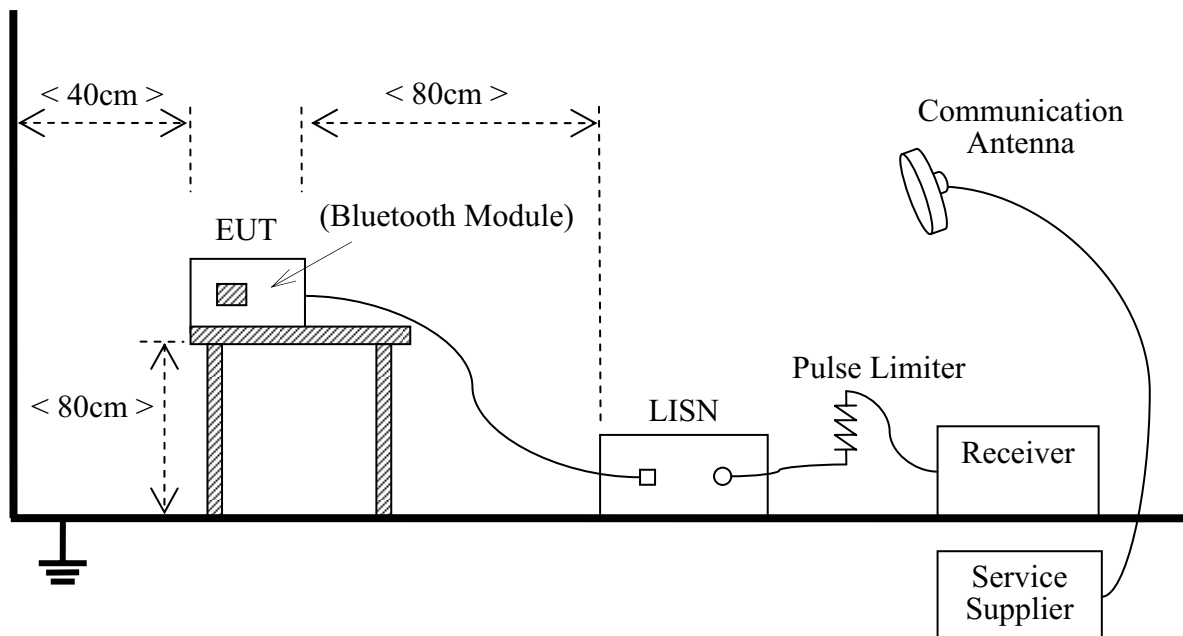 < 40cm >
< 80cm >
Communication
Antenna
(Bluetooth Module)
EUT
Pulse Limiter
< 80cm >
LISN
Receiver
Service
Supplier